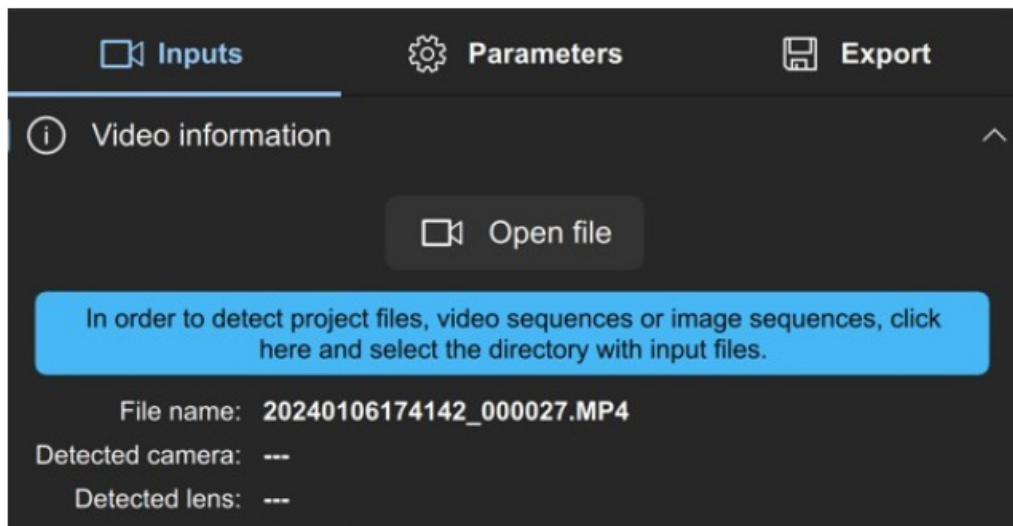 Inputs Parameters Export
Video information
Open file
In order to detect project files, video sequences or image sequences, click
here and select the directory with input files.
File name: 20240106174142_000027.MP4
Detected camera: ---
Detected lens: ---